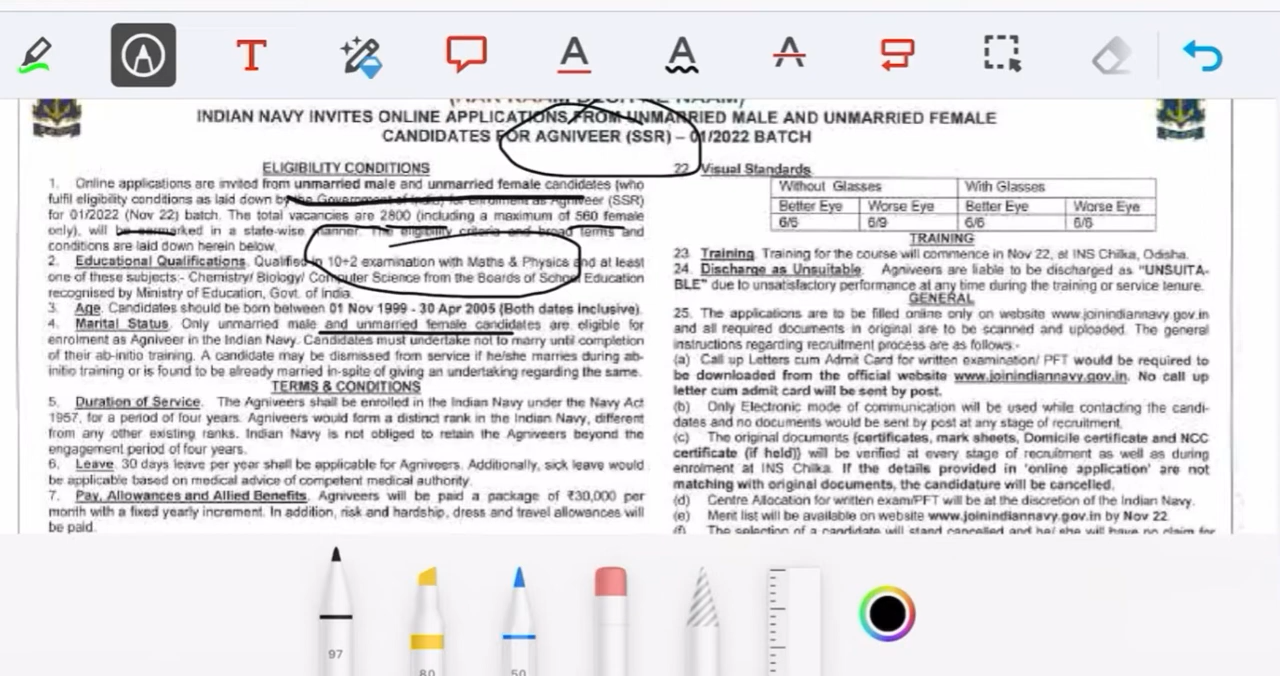 INDIAN NAVY INVITES ONLINE APPLICATIONS FROM UNMARRIED MALE AND UNMARRIED FEMALE
CANDIDATES FOR AGNIVEER (SSR) – 01/2022 BATCH
ELIGIBILITY CONDITIONS
1. Online applications are invited from unmarried male and unmarried female candidates (who
fulfil eligibility conditions as laid down by the Government of India) for enrolment as Agniveer (SSR)
for 01/2022 (Nov 22) batch. The total vacancies are 2800 (including a maximum of 560 female
only), will be earmarked in a state-wise manner. The eligibility criteria and broad terms and
conditions are laid down herein below.
2. Educational Qualifications. Qualified in 10+2 examination with Maths & Physics and at least
one of these subjects:- Chemistry/ Biology/ Computer Science from the Boards of School Education
recognised by Ministry of Education, Govt. of India.
3. Age. Candidates should be born between 01 Nov 1999 - 30 Apr 2005 (Both dates inclusive).
4. Marital Status. Only unmarried male and unmarried female candidates are eligible for
enrolment as Agniveer in the Indian Navy. Candidates must undertake not to marry until completion
of their ab-initio training. A candidate may be dismissed from service if he/she marries during ab-
initio training or is found to be already married in-spite of giving an undertaking regarding the same.
TERMS & CONDITIONS
5. Duration of Service. The Agniveers shall be enrolled in the Indian Navy under the Navy Act
1957, for a period of four years. Agniveers would form a distinct rank in the Indian Navy, different
from any other existing ranks. Indian Navy is not obliged to retain the Agniveers beyond the
engagement period of four years.
6. Leave. 30 days leave per year shall be applicable for Agniveers. Additionally, sick leave would
be applicable based on medical advice of competent medical authority.
7. Pay, Allowances and Allied Benefits. Agniveers will be paid a package of ₹30,000 per
month with a fixed yearly increment. In addition, risk and hardship, dress and travel allowances will
be paid.
22. Visual Standards.
Without Glasses With Glasses
Better Eye Worse Eye Better Eye Worse Eye
6/6 6/9 6/6 6/6
TRAINING
23. Training. Training for the course will commence in Nov 22, at INS Chilka, Odisha.
24. Discharge as Unsuitable. Agniveers are liable to be discharged as "UNSUITA-
BLE" due to unsatisfactory performance at any time during the training or service tenure.
GENERAL
25. The applications are to be filled online only on website www.joinindiannavy.gov.in
and all required documents in original are to be scanned and uploaded. The general
instructions regarding recruitment process are as follows:-
(a) Call up Letters cum Admit Card for written examination/ PFT would be required to
be downloaded from the official website www.joinindiannavy.gov.in. No call up
letter cum admit card will be sent by post.
(b) Only Electronic mode of communication will be used while contacting the candi-
dates and no documents would be sent by post at any stage of recruitment.
(c) The original documents (certificates, mark sheets, Domicile certificate and NCC
certificate (if held)) will be verified at every stage of recruitment as well as during
enrolment at INS Chilka. If the details provided in 'online application' are not
matching with original documents, the candidature will be cancelled.
(d) Centre Allocation for written exam/PFT will be at the discretion of the Indian Navy.
(e) Merit list will be available on website www.joinindiannavy.gov.in by Nov 22.
(f) The selection of a candidate will stand cancelled and he/ she will have no claim for
97
80
50